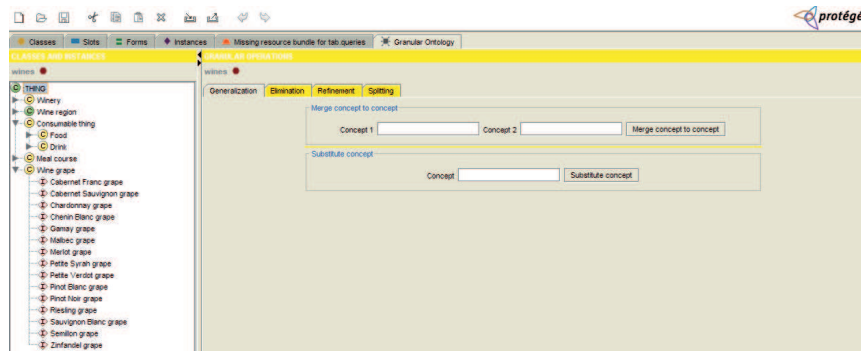 protégé
Classes Slots Forms Instances Missing resource bundle for tab.queries Granular Ontology
CLASSES AND INSTANCES
GRANULAR OPERATIONS
wines
wines
THING
Winery
Wine region
Consumable thing
Food
Drink
Meal course
Wine grape
Cabernet Franc grape
Cabernet Sauvignon grape
Chardonnay grape
Chenin Blanc grape
Gamay grape
Malbec grape
Merlot grape
Petite Syrah grape
Petite Verdot grape
Pinot Blanc grape
Pinot Noir grape
Riesling grape
Sauvignon Blanc grape
Semillon grape
Zinfandel grape
Generalization Elimination Refinement Splitting
Merge concept to concept
Concept 1 Concept 2 Merge concept to concept
Substitute concept
Concept Substitute concept